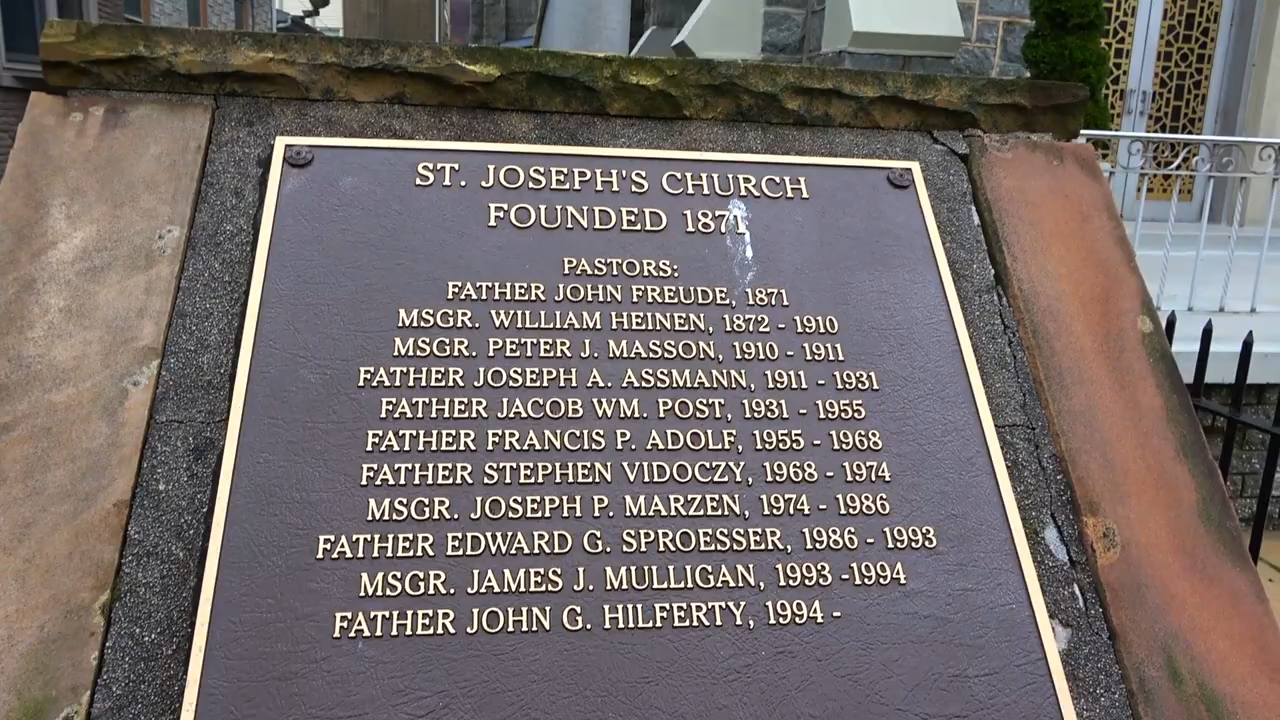 ST. JOSEPH'S CHURCH
FOUNDED 1871
PASTORS:
FATHER JOHN FREUDE, 1871
MSGR. WILLIAM HEINEN, 1872 - 1910
MSGR. PETER J. MASSON, 1910 - 1911
FATHER JOSEPH A. ASSMANN, 1911 - 1931
FATHER JACOB WM. POST, 1931 - 1955
FATHER FRANCIS P. ADOLF, 1955 - 1968
FATHER STEPHEN VIDOCZY, 1968 - 1974
MSGR. JOSEPH P. MARZEN, 1974 - 1986
FATHER EDWARD G. SPROESSER, 1986 - 1993
MSGR. JAMES J. MULLIGAN, 1993 -1994
FATHER JOHN G. HILFERTY, 1994 -